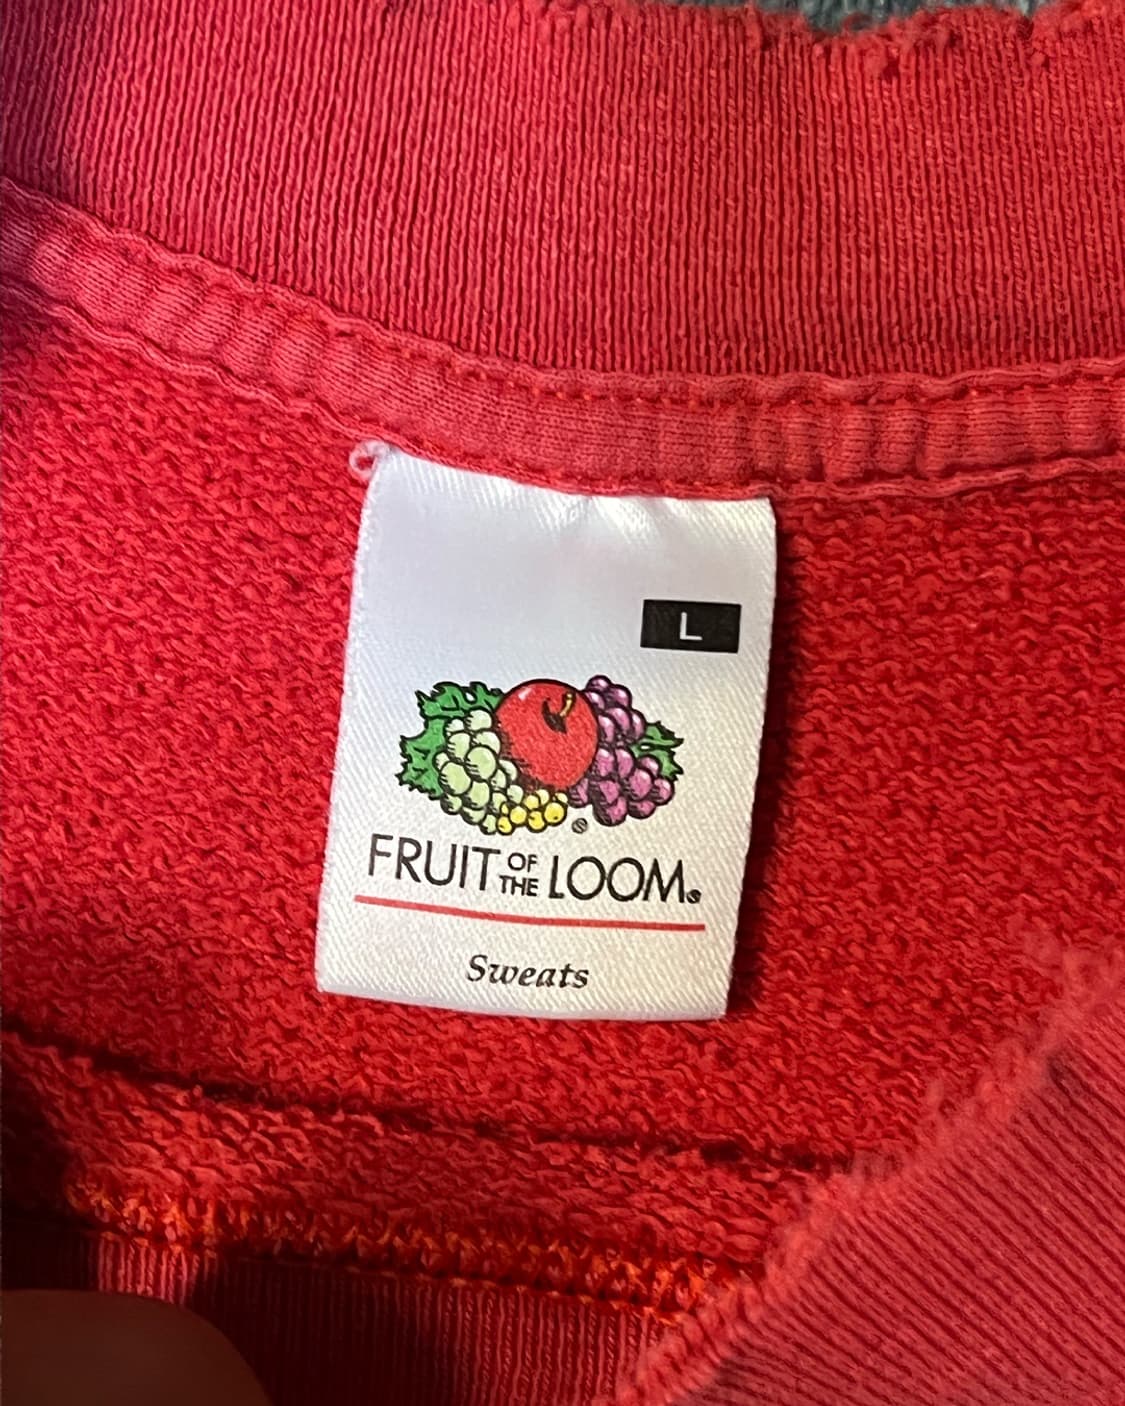 L
®
FRUIT OF THE LOOM®
Sweats